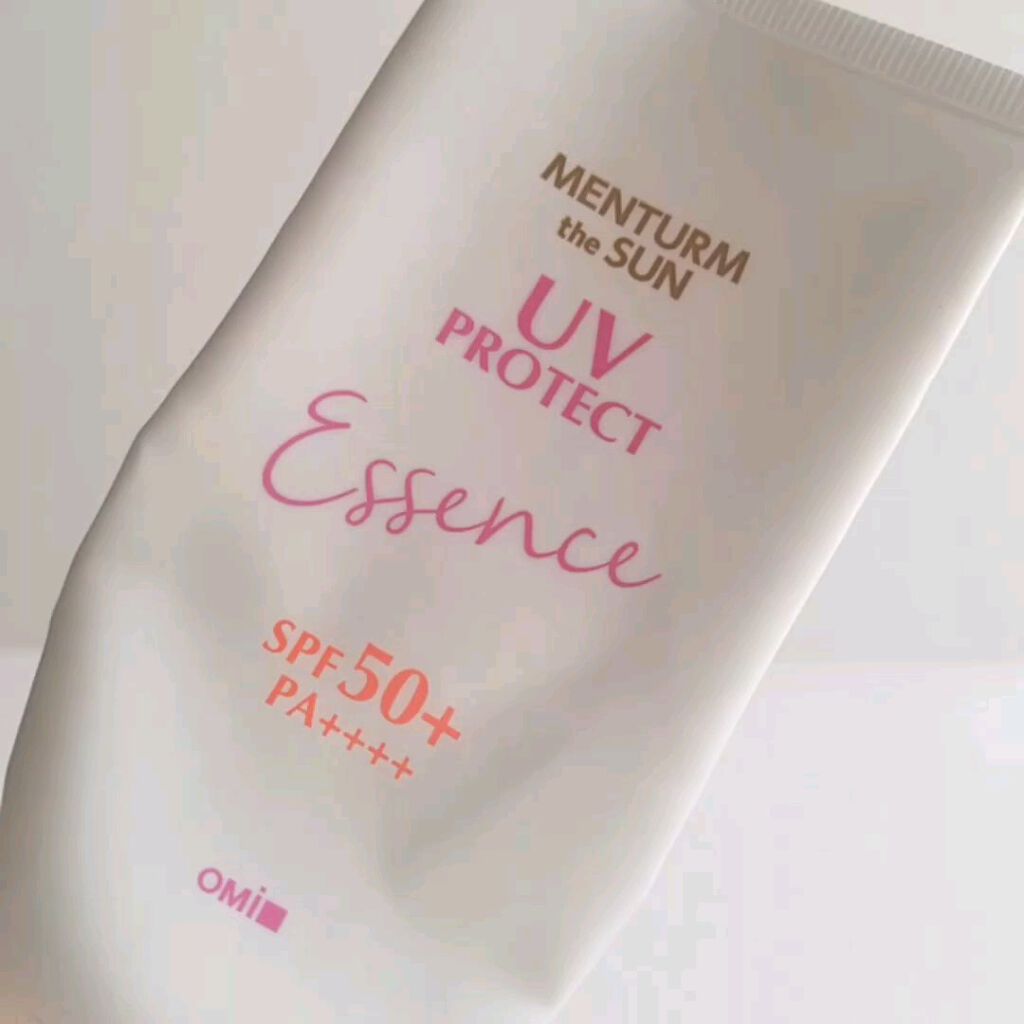 MENTURM
the SUN
UV
PROTECT
Essence
SPF 50+
PA++++
OMi